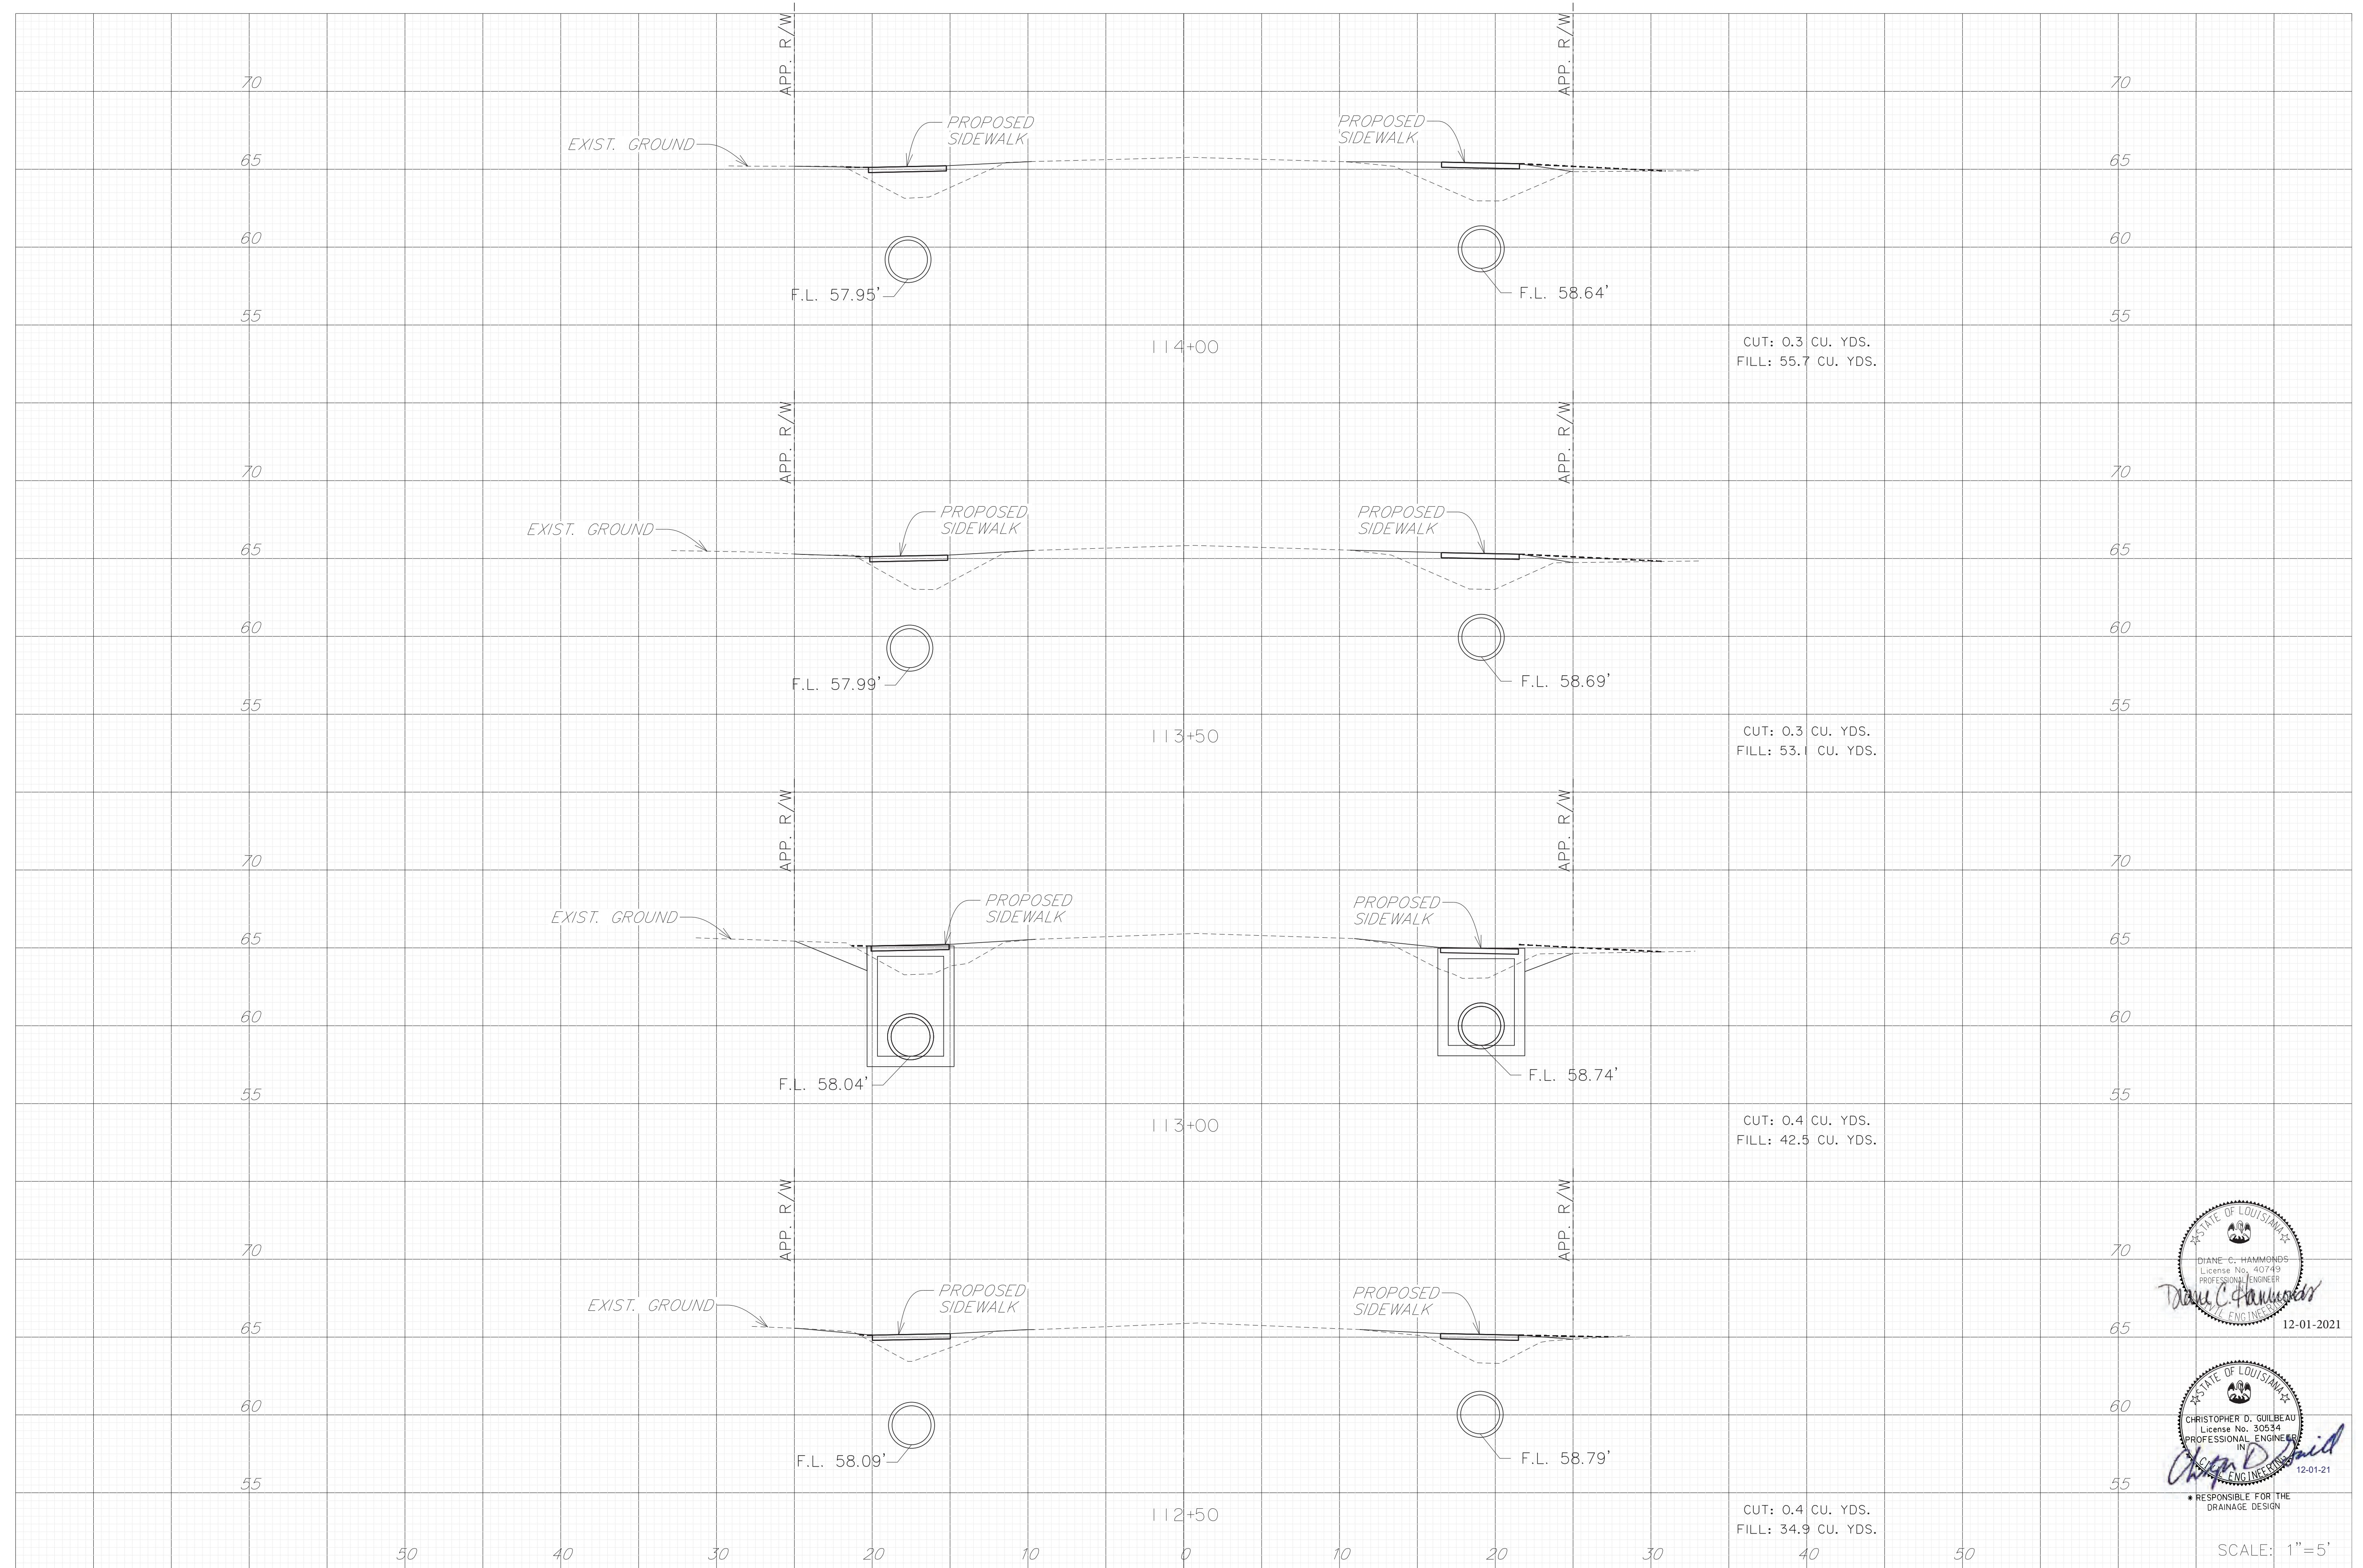 APP. R/W
APP. R/W
70
70
PROPOSED
SIDEWALK
PROPOSED
SIDEWALK
EXIST. GROUND
65
65
60
60
F.L. 57.95'
F.L. 58.64'
55
55
114+00
CUT: 0.3 CU. YDS.
FILL: 55.7 CU. YDS.
APP. R/W
APP. R/W
70
70
PROPOSED
SIDEWALK
PROPOSED
SIDEWALK
EXIST. GROUND
65
65
60
60
F.L. 57.99'
F.L. 58.69'
55
55
113+50
CUT: 0.3 CU. YDS.
FILL: 53.1 CU. YDS.
APP. R/W
APP. R/W
70
70
PROPOSED
SIDEWALK
PROPOSED
SIDEWALK
EXIST. GROUND
65
65
60
60
F.L. 58.04'
F.L. 58.74'
55
55
113+00
CUT: 0.4 CU. YDS.
FILL: 42.5 CU. YDS.
APP. R/W
APP. R/W
70
70
PROPOSED
SIDEWALK
PROPOSED
SIDEWALK
EXIST. GROUND
65
65
60
60
F.L. 58.09'
F.L. 58.79'
55
55
112+50
CUT: 0.4 CU. YDS.
FILL: 34.9 CU. YDS.
STATE OF LOUISIANA
DIANE C. HAMMONDS
License No. 40749
PROFESSIONAL ENGINEER
IN
CIVIL ENGINEERING
Diane C. Hammonds
12-01-2021
STATE OF LOUISIANA
CHRISTOPHER D. GUILBEAU
License No. 30534
PROFESSIONAL ENGINEER
IN
CIVIL ENGINEERING
12-01-21
* RESPONSIBLE FOR THE
DRAINAGE DESIGN
50 40 30 20 10 0 10 20 30 40 50
SCALE: 1"=5'